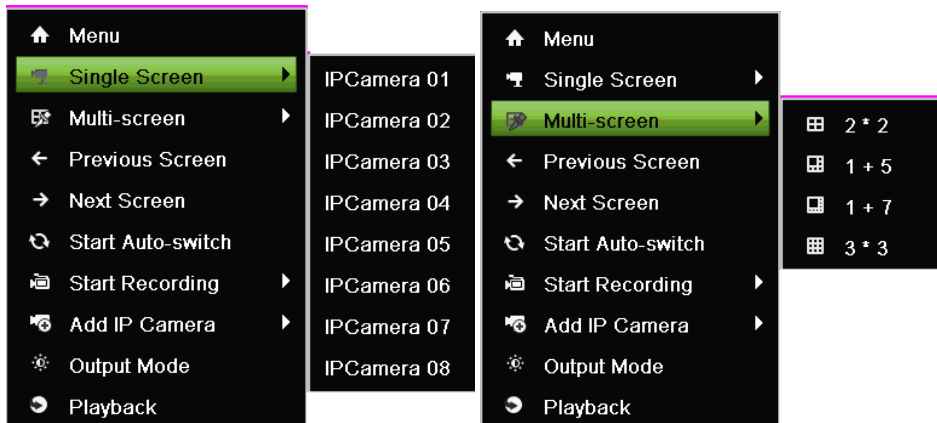 Menu
Single Screen
Multi-screen
Previous Screen
Next Screen
Start Auto-switch
Start Recording
Add IP Camera
Output Mode
Playback
IPCamera 01
IPCamera 02
IPCamera 03
IPCamera 04
IPCamera 05
IPCamera 06
IPCamera 07
IPCamera 08
Menu
Single Screen
Multi-screen
Previous Screen
Next Screen
Start Auto-switch
Start Recording
Add IP Camera
Output Mode
Playback
2 * 2
1 + 5
1 + 7
3 * 3